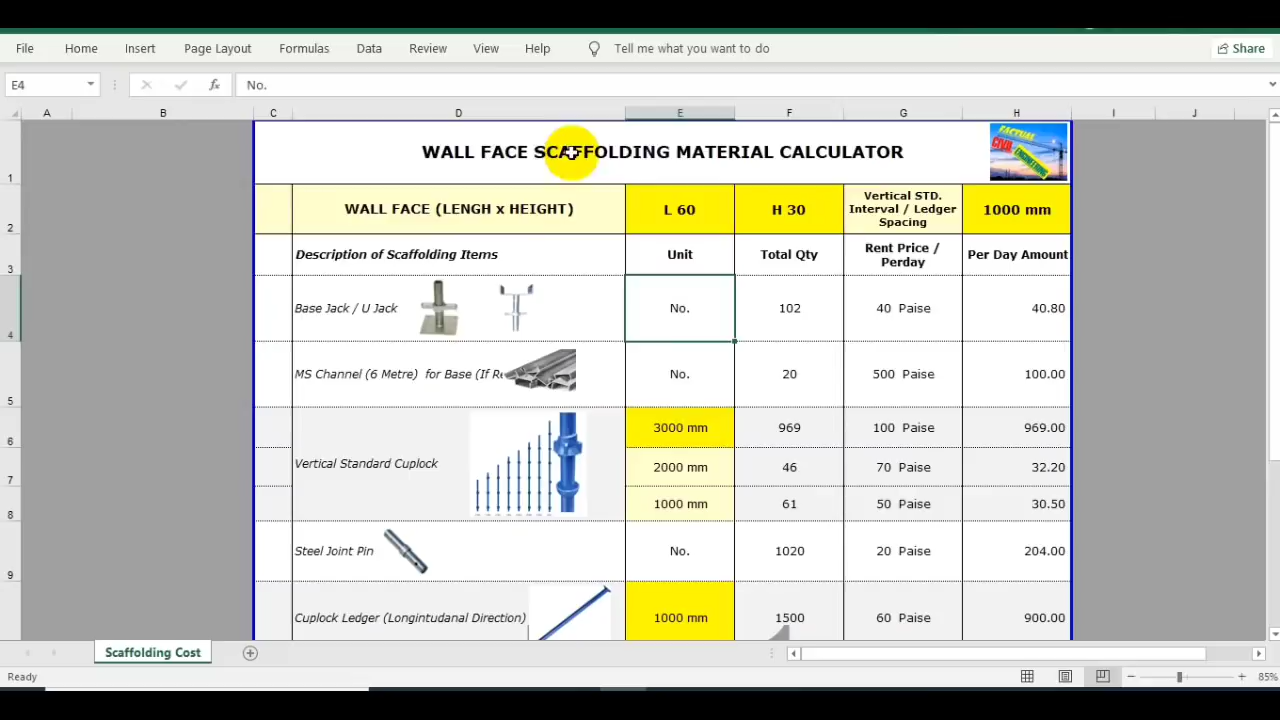 File Home Insert Page Layout Formulas Data Review View Help Tell me what you want to do Share
E4 fx No.
A B C D E F G H I J
1 WALL FACE SCAFFOLDING MATERIAL CALCULATOR FACTUAL CIVIL ENGINEERING
2 WALL FACE (LENGH x HEIGHT) L 60 H 30 Vertical STD. Interval / Ledger Spacing 1000 mm
3 Description of Scaffolding Items Unit Total Qty Rent Price / Perday Per Day Amount
4 Base Jack / U Jack No. 102 40 Paise 40.80
5 MS Channel (6 Metre) for Base (If Re No. 20 500 Paise 100.00
6 3000 mm 969 100 Paise 969.00
Vertical Standard Cuplock
7 2000 mm 46 70 Paise 32.20
8 1000 mm 61 50 Paise 30.50
9 Steel Joint Pin No. 1020 20 Paise 204.00
Cuplock Ledger (Longintudanal Direction) 1000 mm 1500 60 Paise 900.00
Scaffolding Cost
Ready 85%